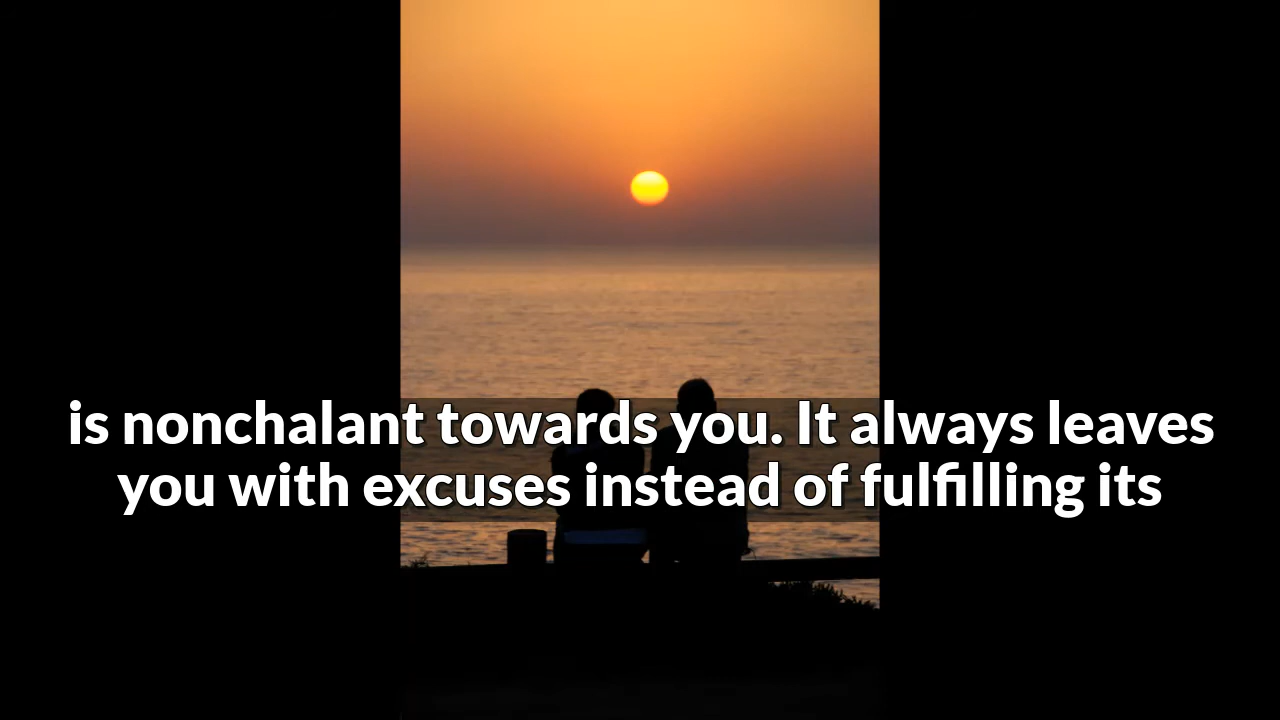 is nonchalant towards you. It always leaves
you with excuses instead of fulfilling its